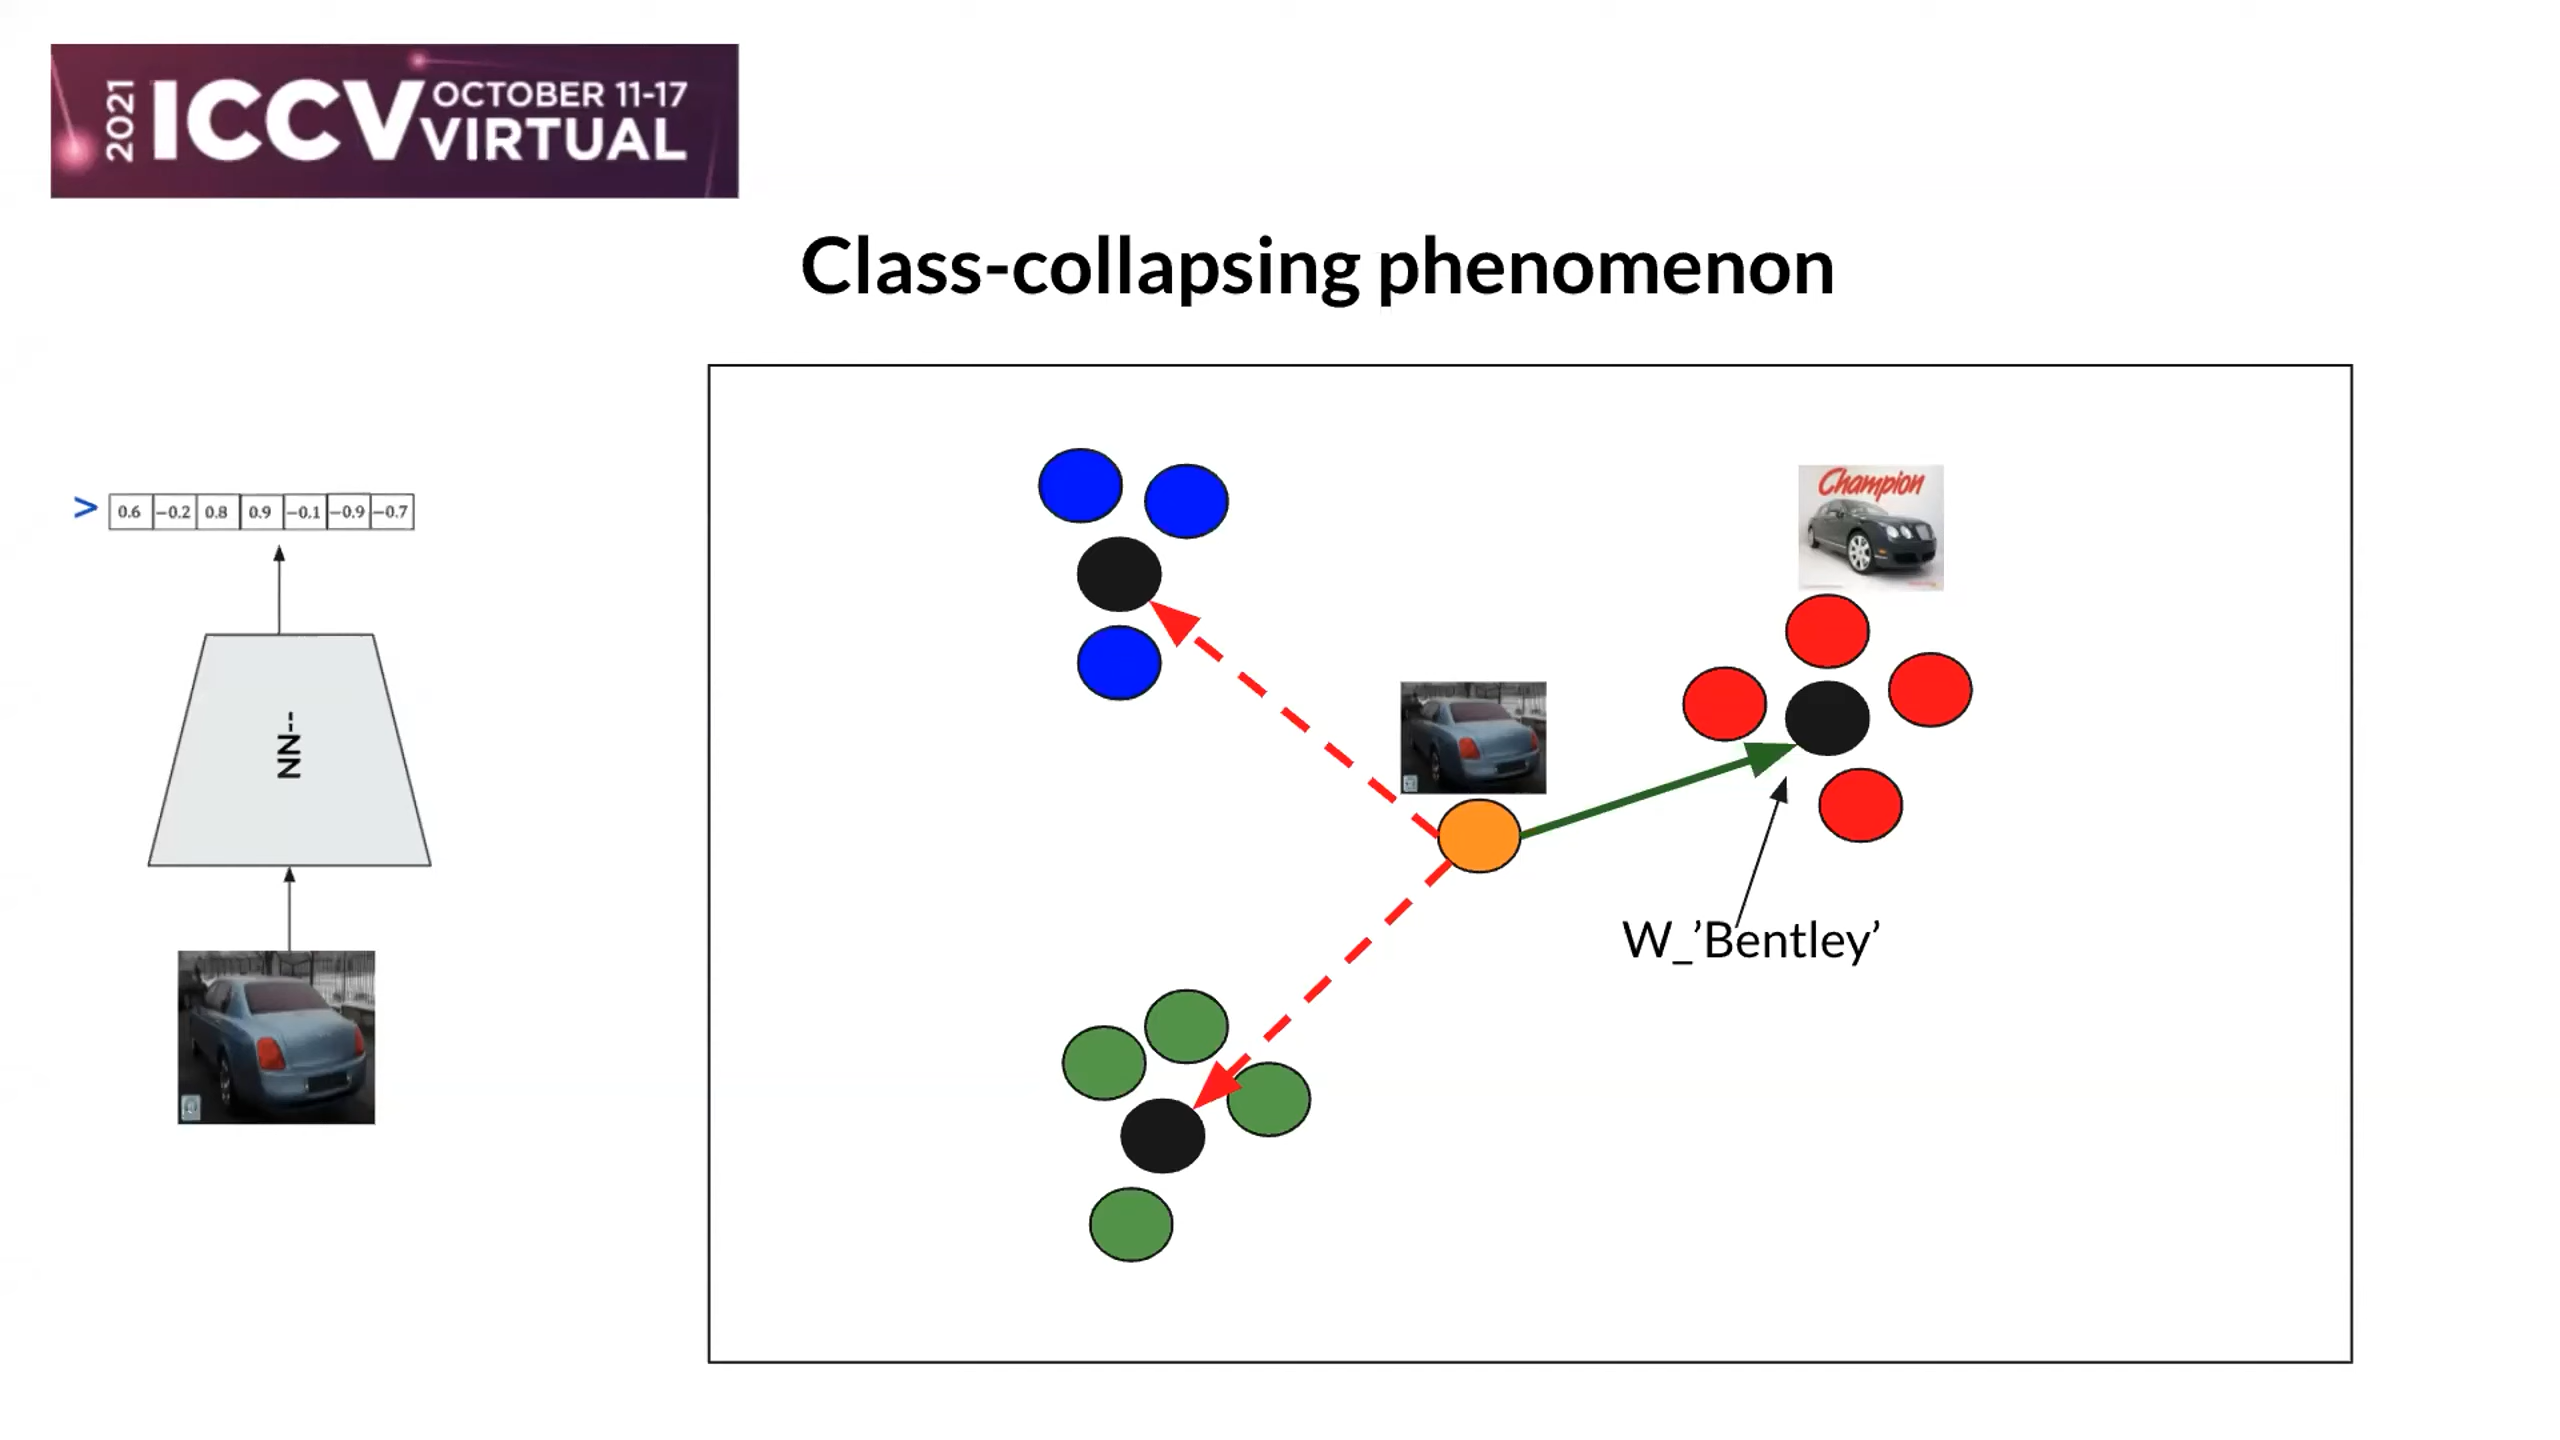 2021 ICCV OCTOBER 11-17
VIRTUAL
Class-collapsing phenomenon
> 0.6 −0.2 0.8 0.9 −0.1 −0.9 −0.7
NN--
Champion
W_’Bentley’